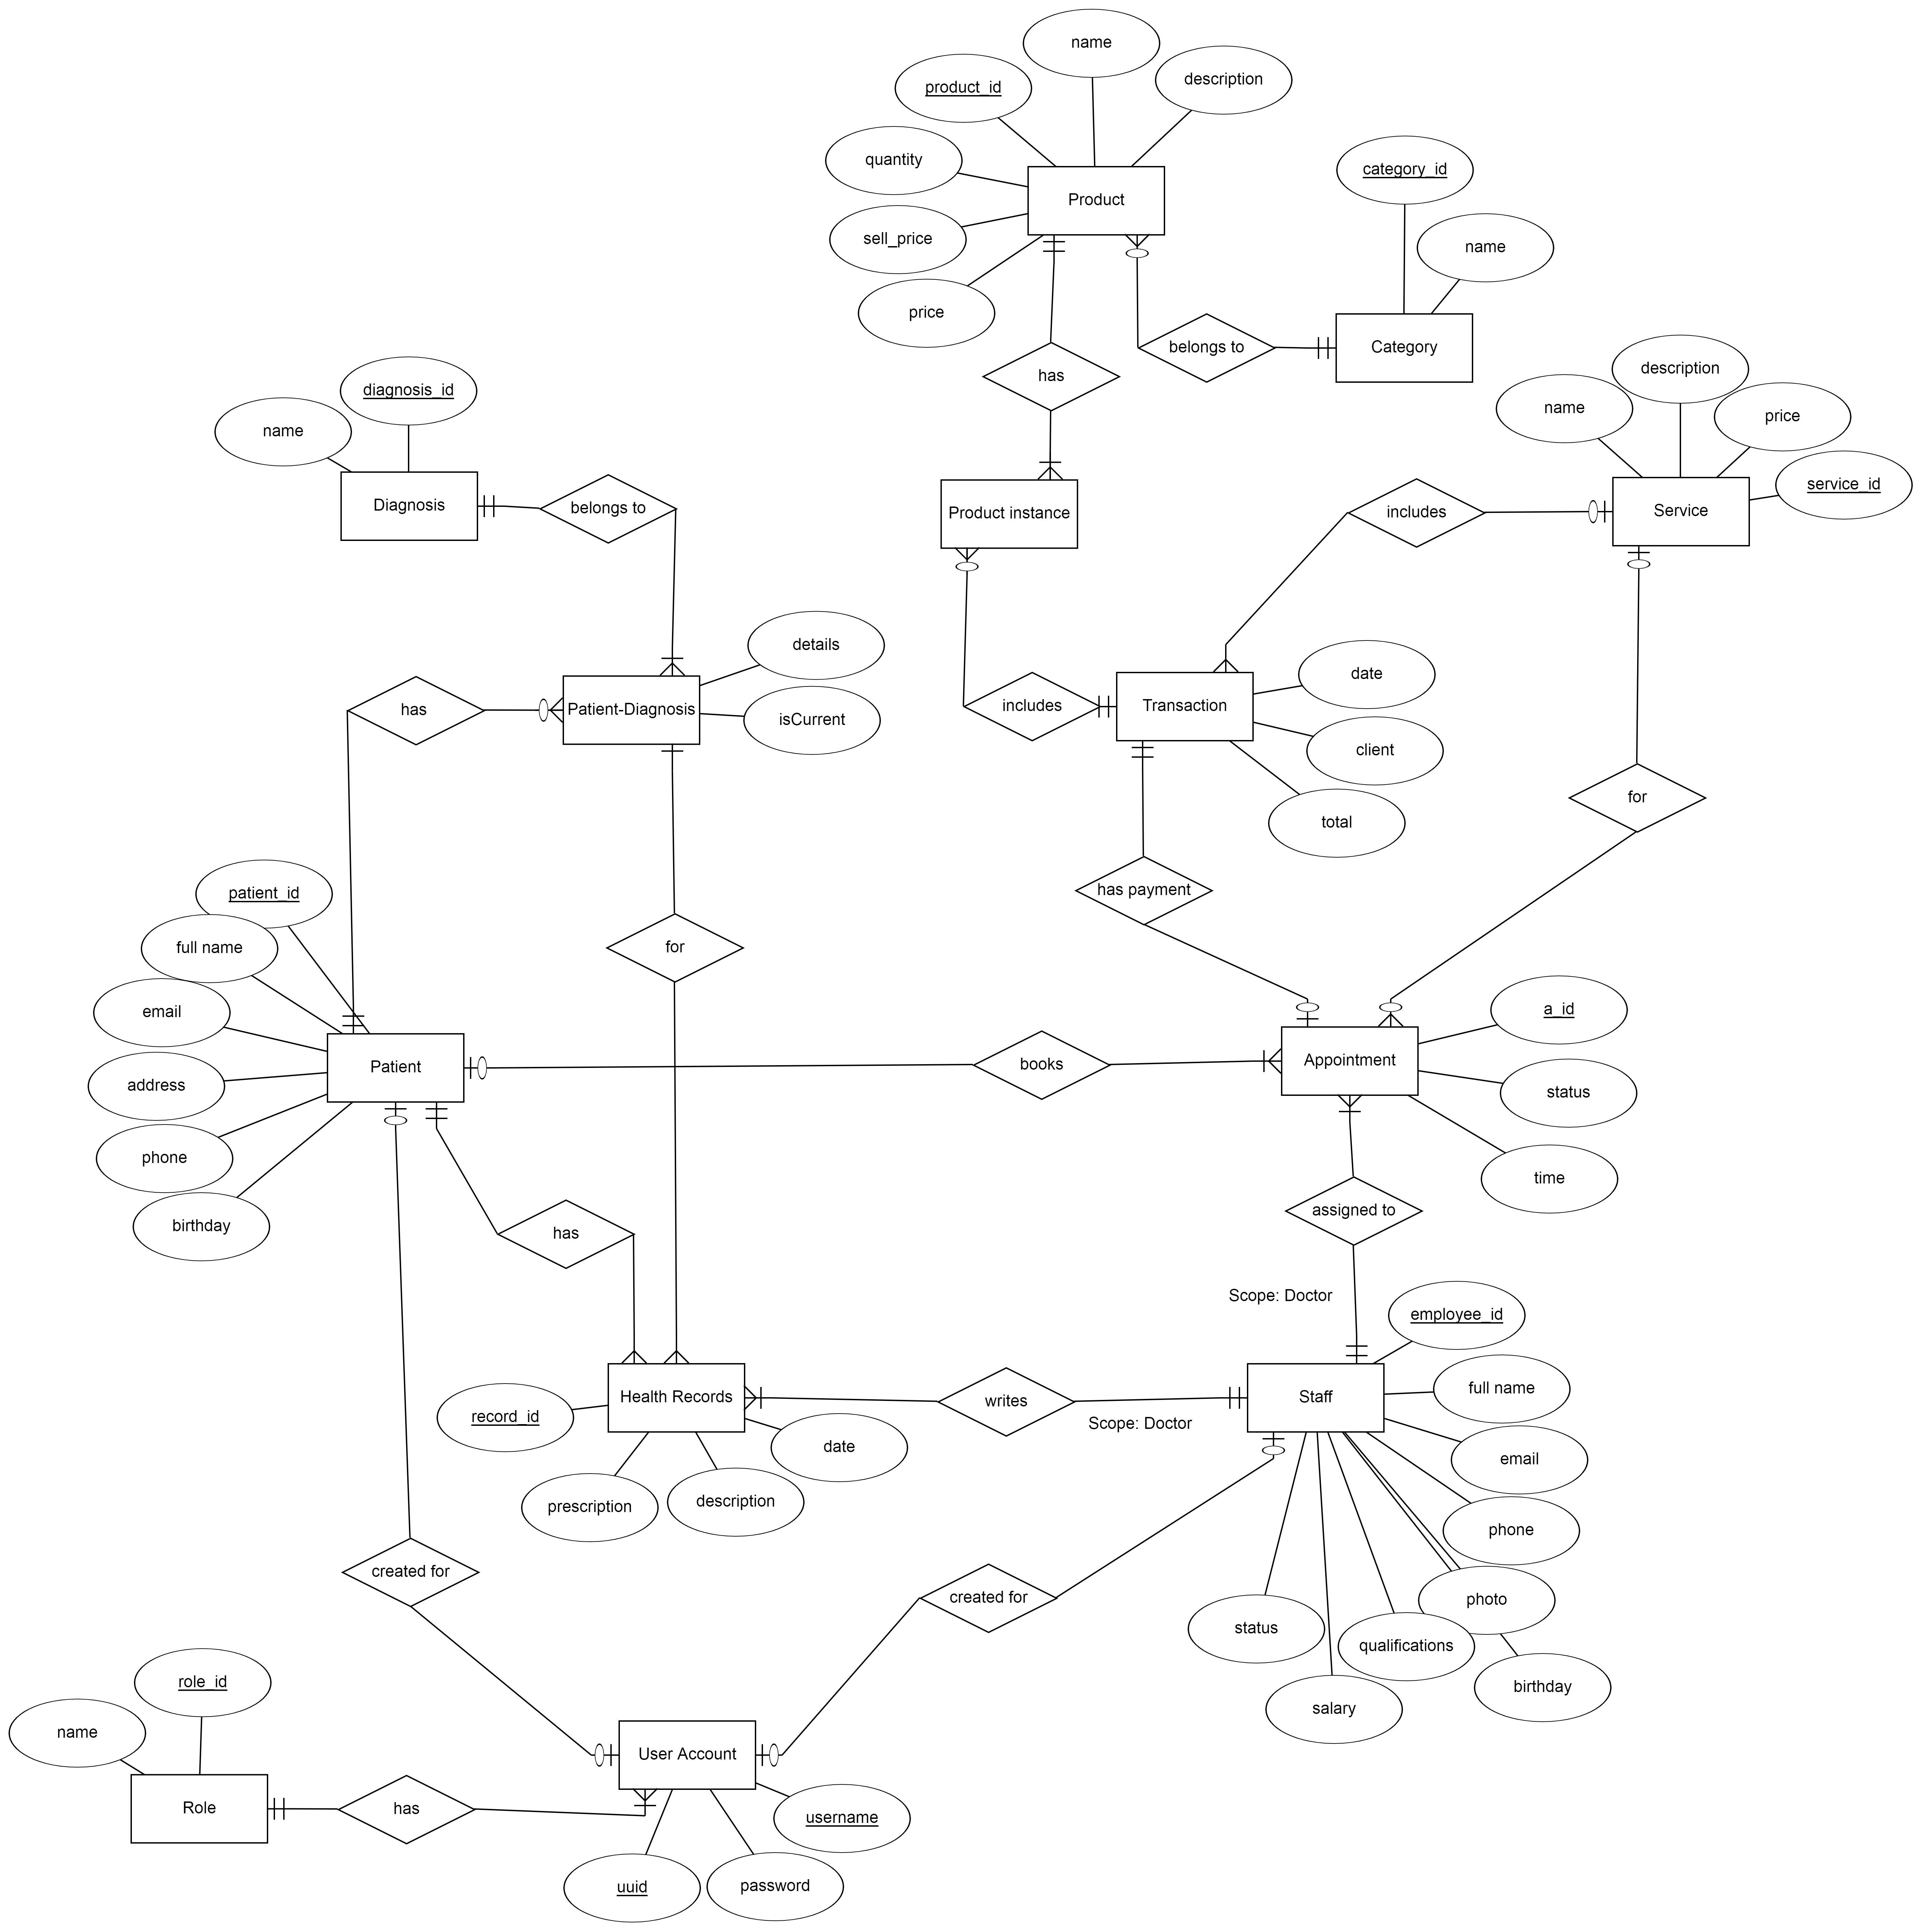 name
product_id
description
quantity
category_id
Product
sell_price
name
price
belongs to
Category
has
description
diagnosis_id
name
price
name
service_id
Diagnosis
belongs to
Product instance
includes
Service
details
date
has
Patient-Diagnosis
isCurrent
includes
Transaction
client
total
for
patient_id
has payment
full name
for
email
a_id
Patient
books
Appointment
address
status
phone
time
birthday
has
assigned to
Scope: Doctor
employee_id
full name
Health Records
writes
Staff
record_id
Scope: Doctor
date
email
prescription
description
phone
created for
created for
photo
status
qualifications
role_id
birthday
name
salary
User Account
Role
has
username
uuid
password